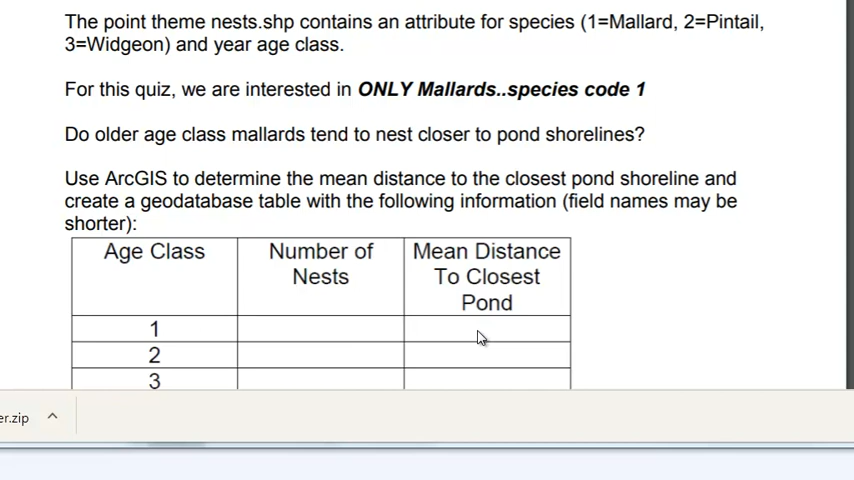 The point theme nests.shp contains an attribute for species (1=Mallard, 2=Pintail,
3=Widgeon) and year age class.
For this quiz, we are interested in ONLY Mallards..species code 1
Do older age class mallards tend to nest closer to pond shorelines?
Use ArcGIS to determine the mean distance to the closest pond shoreline and
create a geodatabase table with the following information (field names may be
shorter):
Age Class Number of Nests Mean Distance To Closest Pond
1
2
3
er.zip